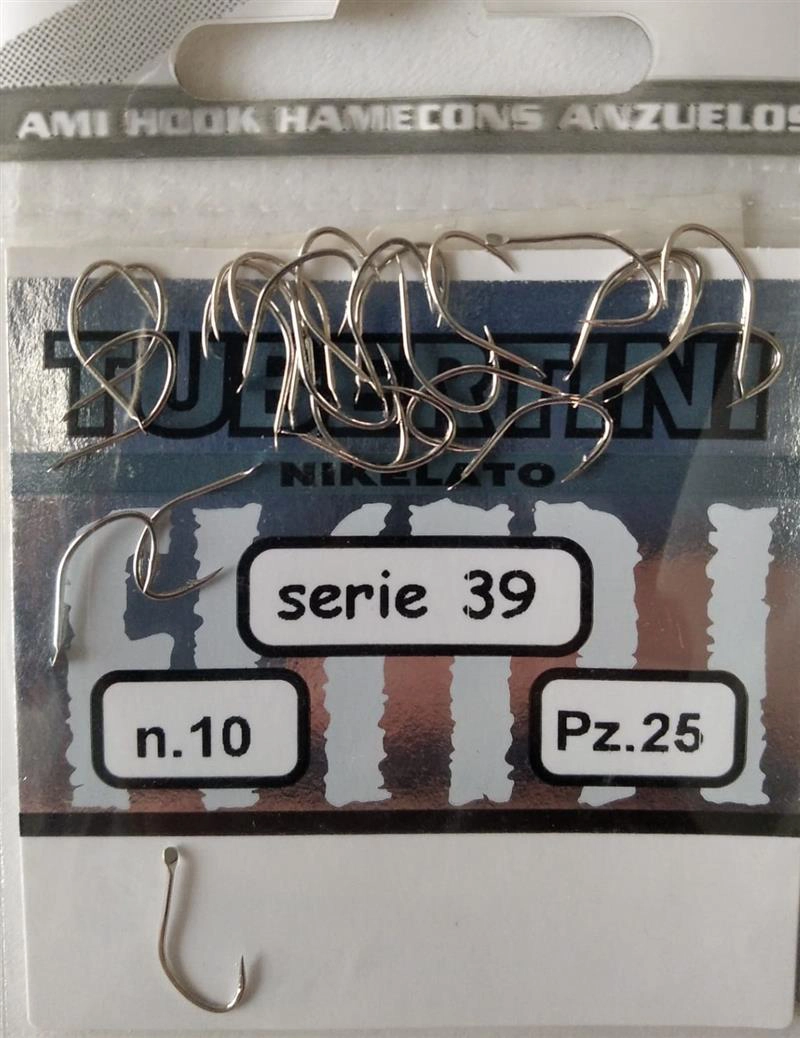 AMI HOOK HAMECONS ANZUELOS
TUBERTINI
NIKELATO
serie 39
n.10
Pz.25